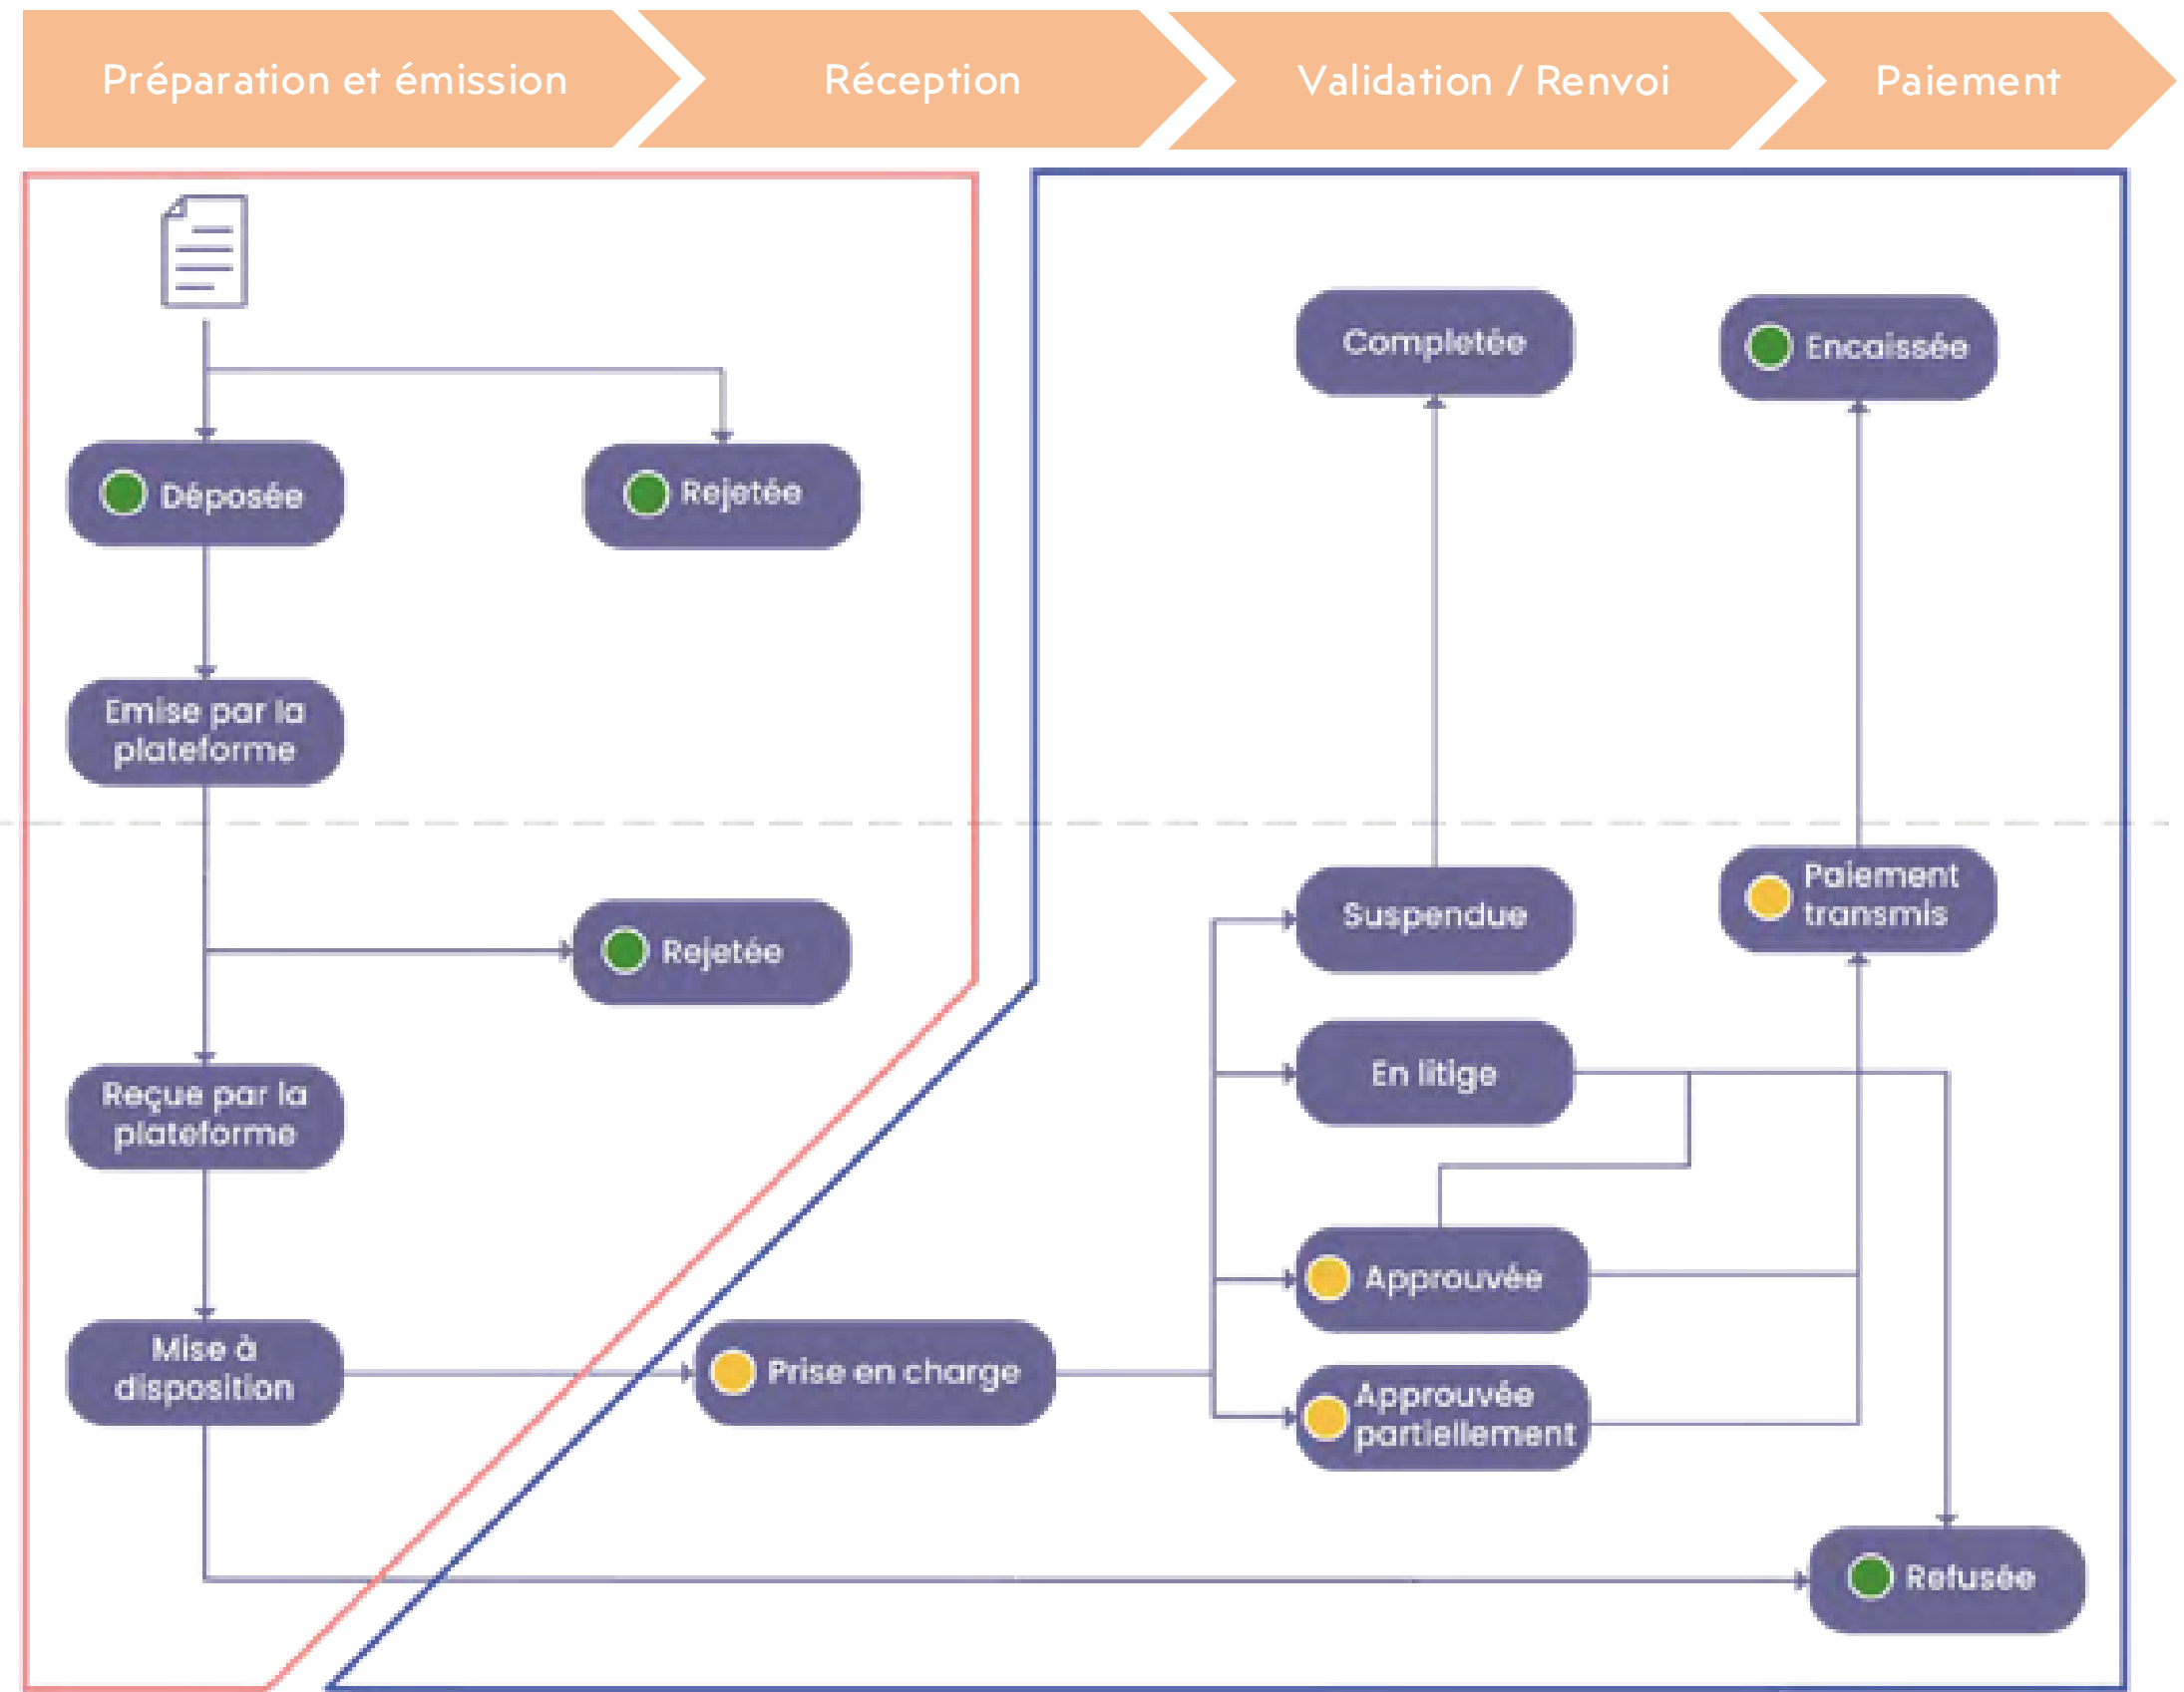 Préparation et émission
Réception
Validation / Renvoi
Paiement
Completée
Encaissée
Déposée
Rejetée
Emise par la
plateforme
Paiement
transmis
Suspendue
Rejetée
En litige
Reçue par la
plateforme
Approuvée
Mise à
disposition
Prise en charge
Approuvée
partiellement
Refusée